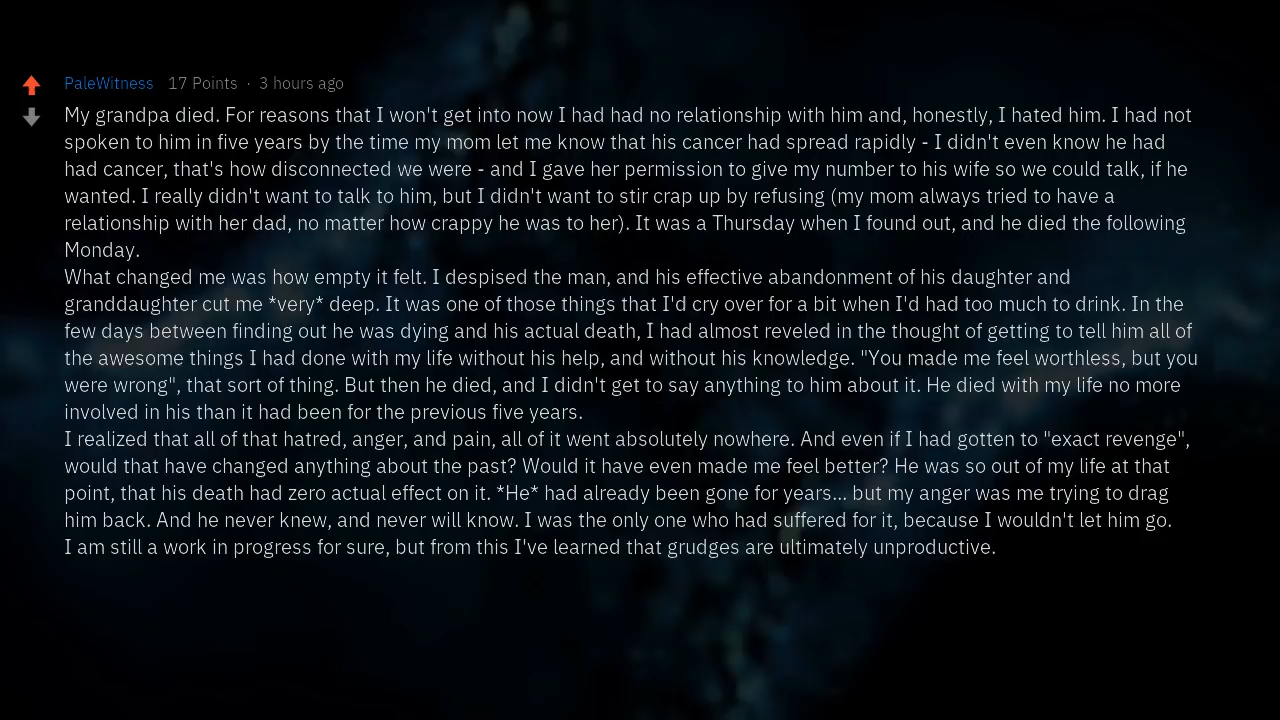 PaleWitness 17 Points · 3 hours ago
My grandpa died. For reasons that I won't get into now I had had no relationship with him and, honestly, I hated him. I had not
spoken to him in five years by the time my mom let me know that his cancer had spread rapidly - I didn't even know he had
had cancer, that's how disconnected we were - and I gave her permission to give my number to his wife so we could talk, if he
wanted. I really didn't want to talk to him, but I didn't want to stir crap up by refusing (my mom always tried to have a
relationship with her dad, no matter how crappy he was to her). It was a Thursday when I found out, and he died the following
Monday.
What changed me was how empty it felt. I despised the man, and his effective abandonment of his daughter and
granddaughter cut me *very* deep. It was one of those things that I'd cry over for a bit when I'd had too much to drink. In the
few days between finding out he was dying and his actual death, I had almost reveled in the thought of getting to tell him all of
the awesome things I had done with my life without his help, and without his knowledge. "You made me feel worthless, but you
were wrong", that sort of thing. But then he died, and I didn't get to say anything to him about it. He died with my life no more
involved in his than it had been for the previous five years.
I realized that all of that hatred, anger, and pain, all of it went absolutely nowhere. And even if I had gotten to "exact revenge",
would that have changed anything about the past? Would it have even made me feel better? He was so out of my life at that
point, that his death had zero actual effect on it. *He* had already been gone for years... but my anger was me trying to drag
him back. And he never knew, and never will know. I was the only one who had suffered for it, because I wouldn't let him go.
I am still a work in progress for sure, but from this I've learned that grudges are ultimately unproductive.